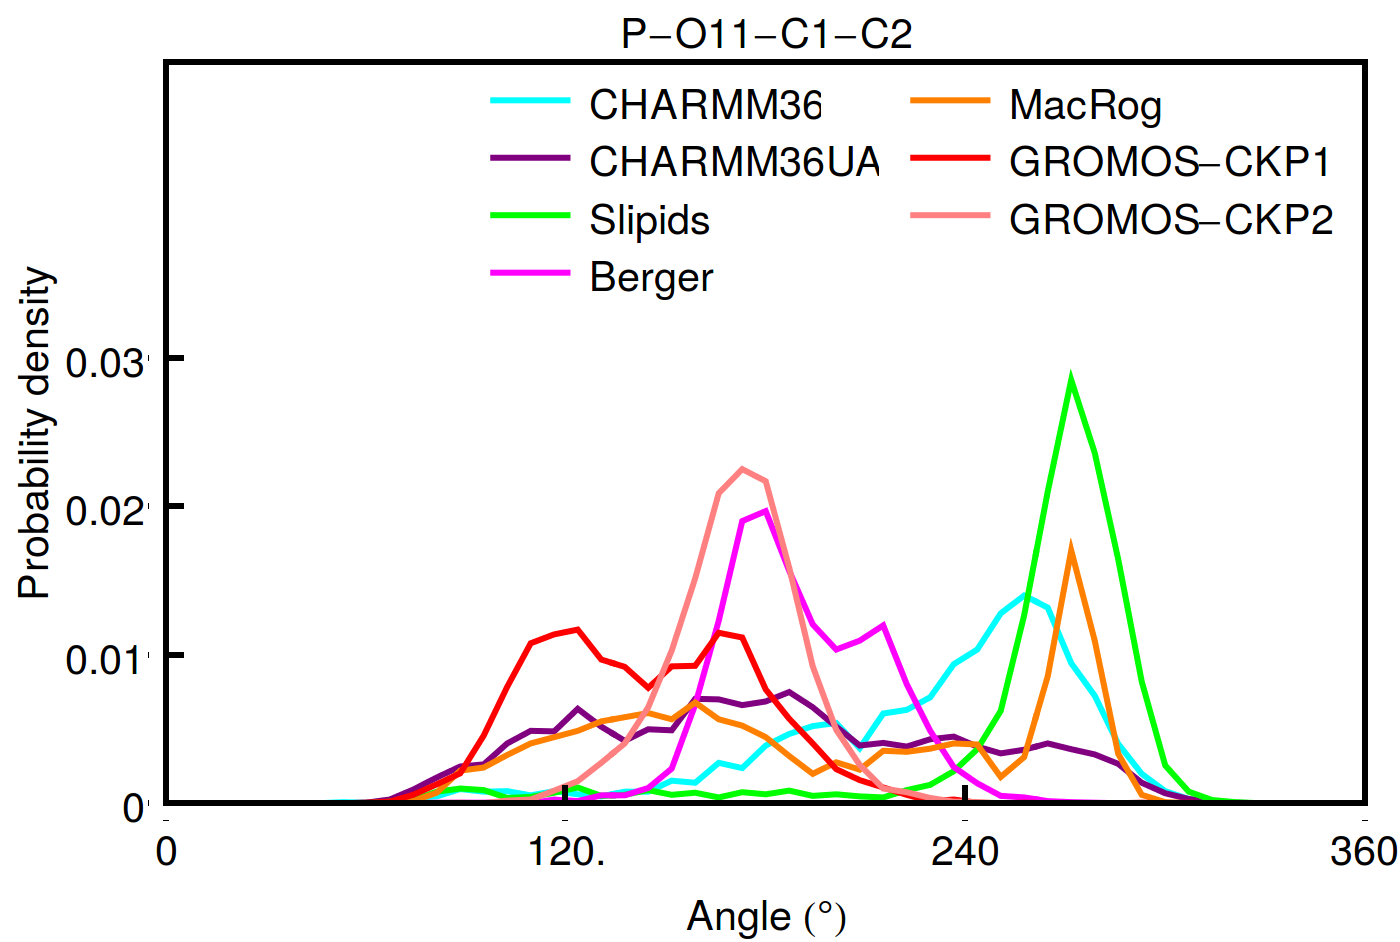 P−O11−C1−C2
CHARMM36
MacRog
CHARMM36UA
GROMOS−CKP1
Slipids
GROMOS−CKP2
Berger
Probability density
0.03
0.02
0.01
0
0
120.
240
360
Angle (°)